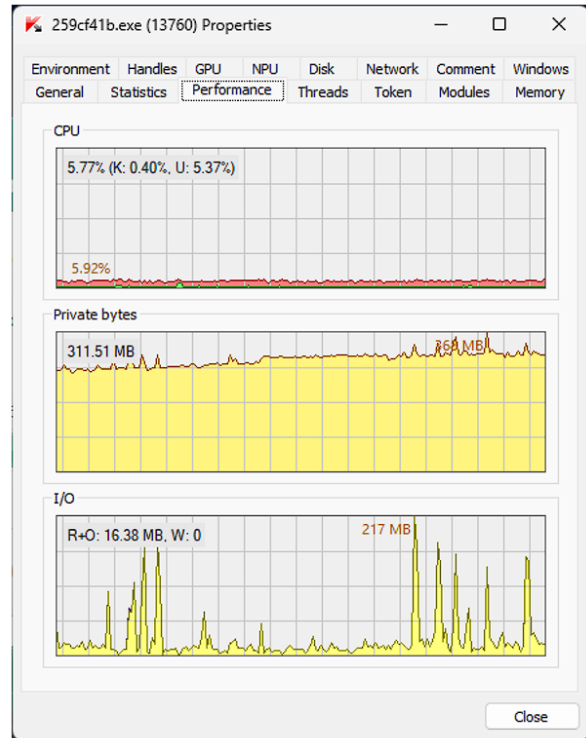 259cf41b.exe (13760) Properties
Environment Handles GPU NPU Disk Network Comment Windows
General Statistics Performance Threads Token Modules Memory
CPU
5.77% (K: 0.40%, U: 5.37%)
5.92%
Private bytes
311.51 MB
369 MB
I/O
R+O: 16.38 MB, W: 0
217 MB
Close